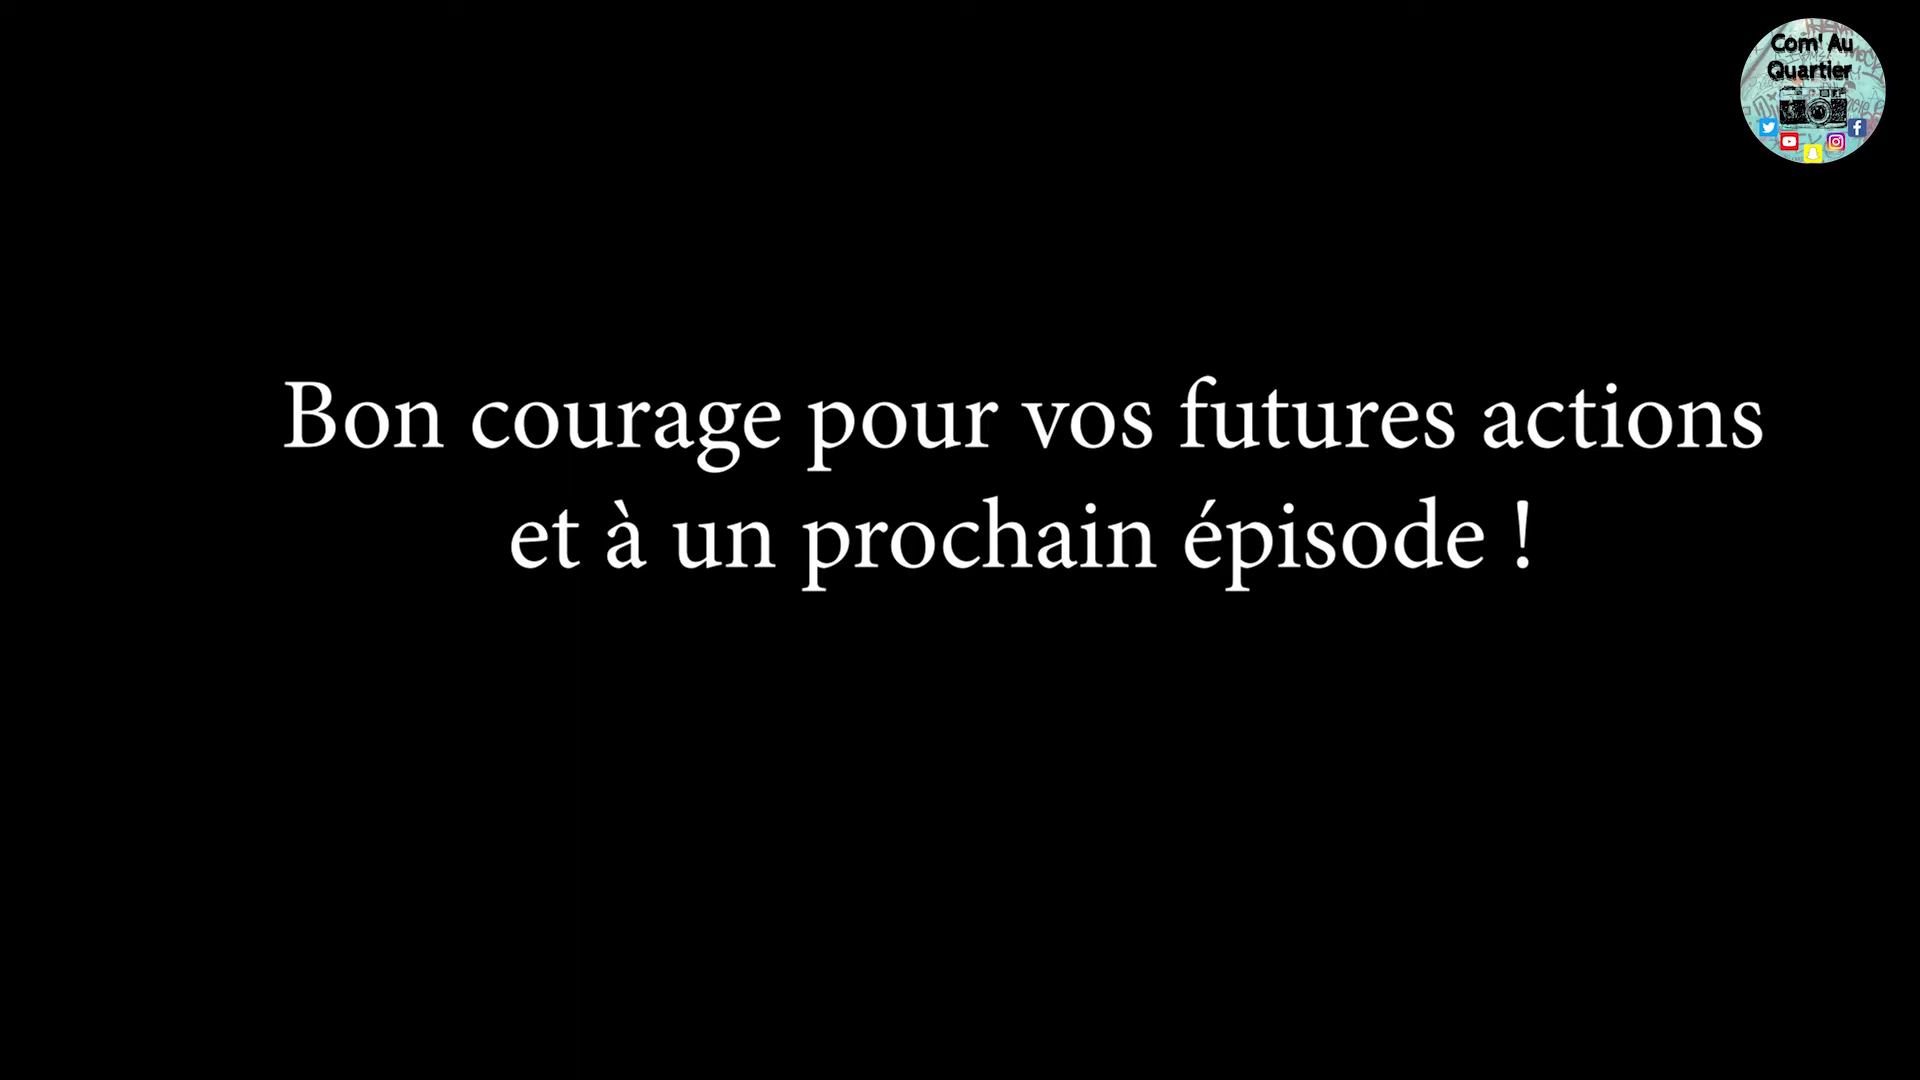 Com' Au
Quartier
Bon courage pour vos futures actions
et à un prochain épisode !